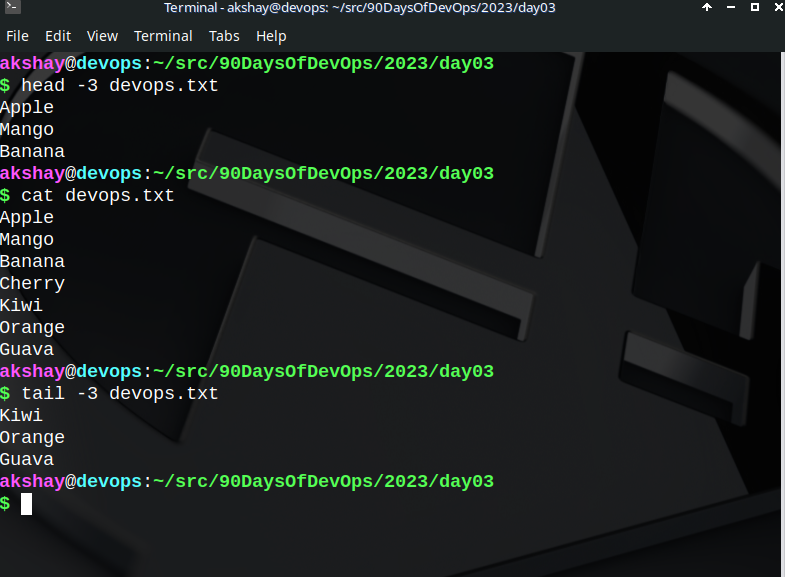 Terminal - akshay@devops: ~/src/90DaysOfDevOps/2023/day03
File Edit View Terminal Tabs Help
akshay@devops:~/src/90DaysOfDevOps/2023/day03
$ head -3 devops.txt
Apple
Mango
Banana
akshay@devops:~/src/90DaysOfDevOps/2023/day03
$ cat devops.txt
Apple
Mango
Banana
Cherry
Kiwi
Orange
Guava
akshay@devops:~/src/90DaysOfDevOps/2023/day03
$ tail -3 devops.txt
Kiwi
Orange
Guava
akshay@devops:~/src/90DaysOfDevOps/2023/day03
$